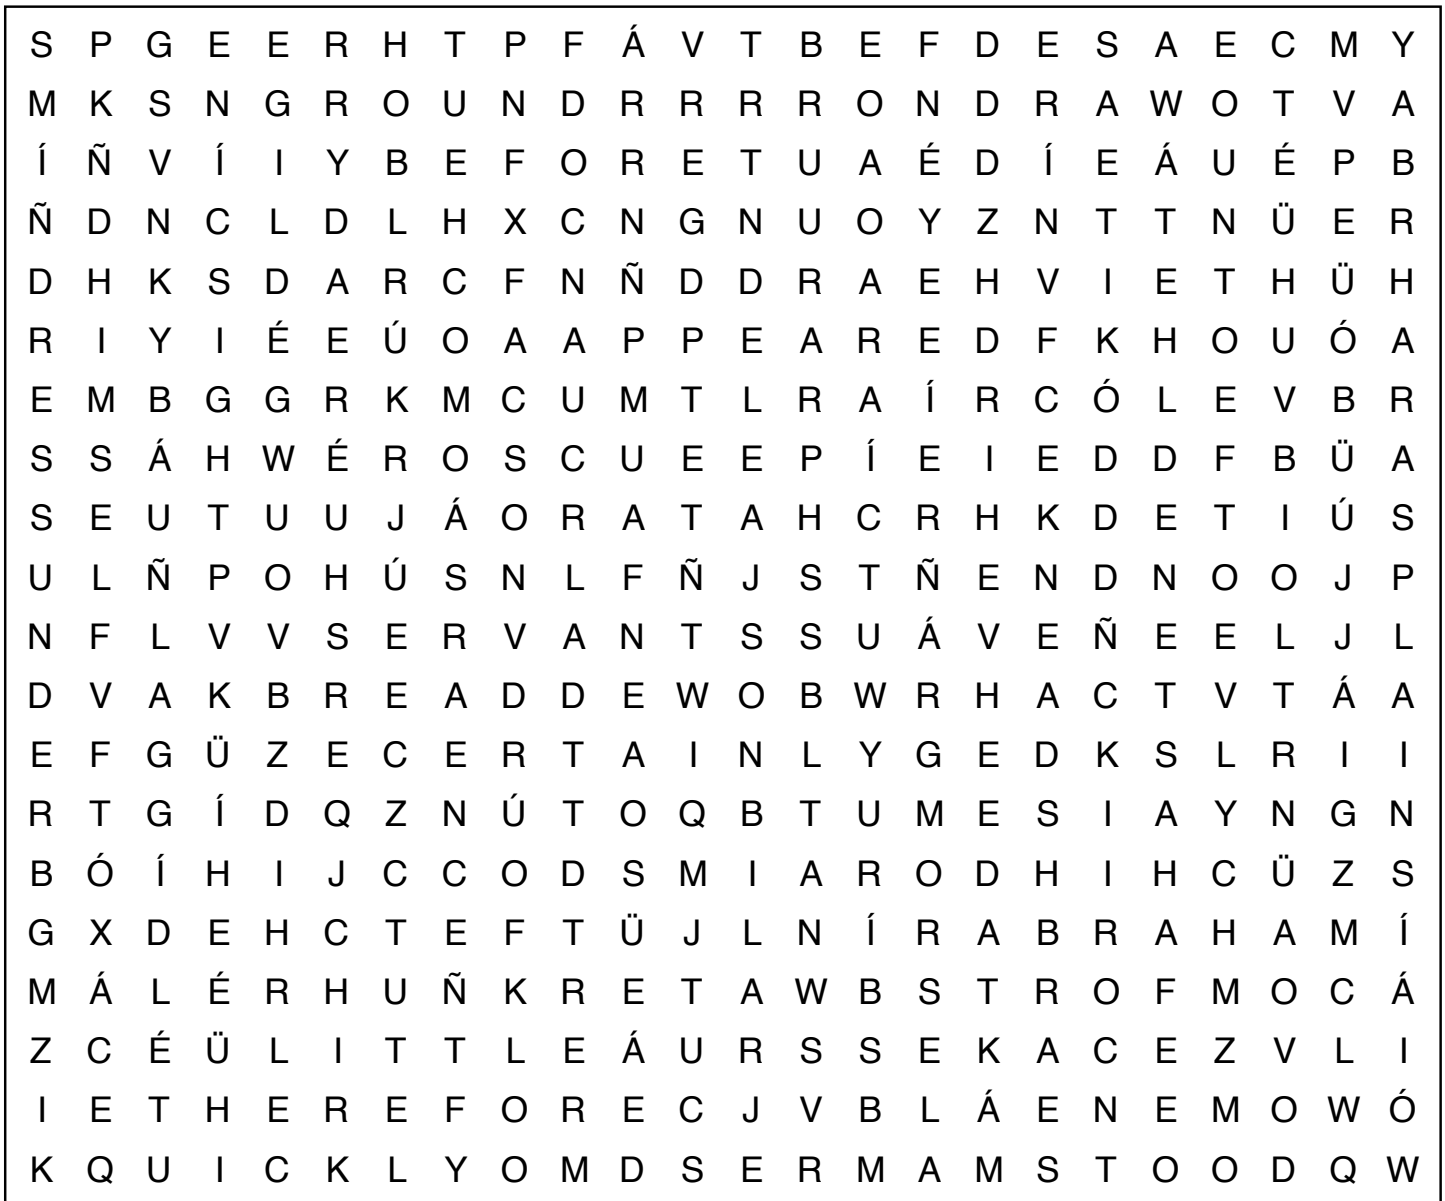 S P G E E R H T P F Á V T B E F D E S A E C M Y
M K S N G R O U N D R R R R O N D R A W O T V A
Í Ñ V Í I Y B E F O R E T U A É D Í E Á U É P B
Ñ D N C L D L H X C N G N U O Y Z N T T N Ü E R
D H K S D A R C F N Ñ D D R A E H V I E T H Ü H
R I Y I É E Ú O A A P P E A R E D F K H O U Ó A
E M B G G R K M C U M T L R A Í R C Ó L E V B R
S S Á H W É R O S C U E E P Í E I E D D F B Ü A
S E U T U U J Á O R A T A H C R H K D E T I Ú S
U L Ñ P O H Ú S N L F Ñ J S T Ñ E N D N O O J P
N F L V V S E R V A N T S S U Á V E Ñ E E L J L
D V A K B R E A D D E W O B W R H A C T V T Á A
E F G Ü Z E C E R T A I N L Y G E D K S L R I I
R T G Í D Q Z N Ú T O Q B T U M E S I A Y N G N
B Ó Í H I J C C O D S M I A R O D H I H C Ü Z S
G X D E H C T E F T Ü J L N Í R A B R A H A M Í
M Á L É R H U Ñ K R E T A W B S T R O F M O C Á
Z C É Ü L I T T L E Á U R S S E K A C E Z V L I
I E T H E R E F O R E C J V B L Á E N E M O W Ó
K Q U I C K L Y O M D S E R M A M S T O O D Q W